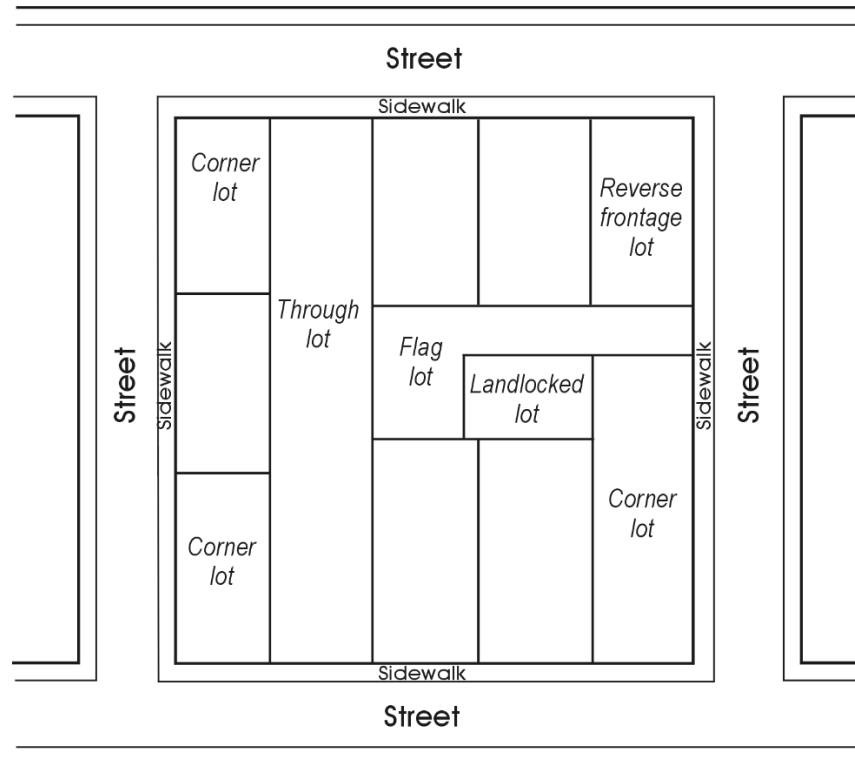 Street
Sidewalk
Corner
lot
Reverse
frontage
lot
Through
lot
Flag
lot
Landlocked
lot
Street
Sidewalk
Sidewalk
Street
Corner
lot
Corner
lot
Sidewalk
Street